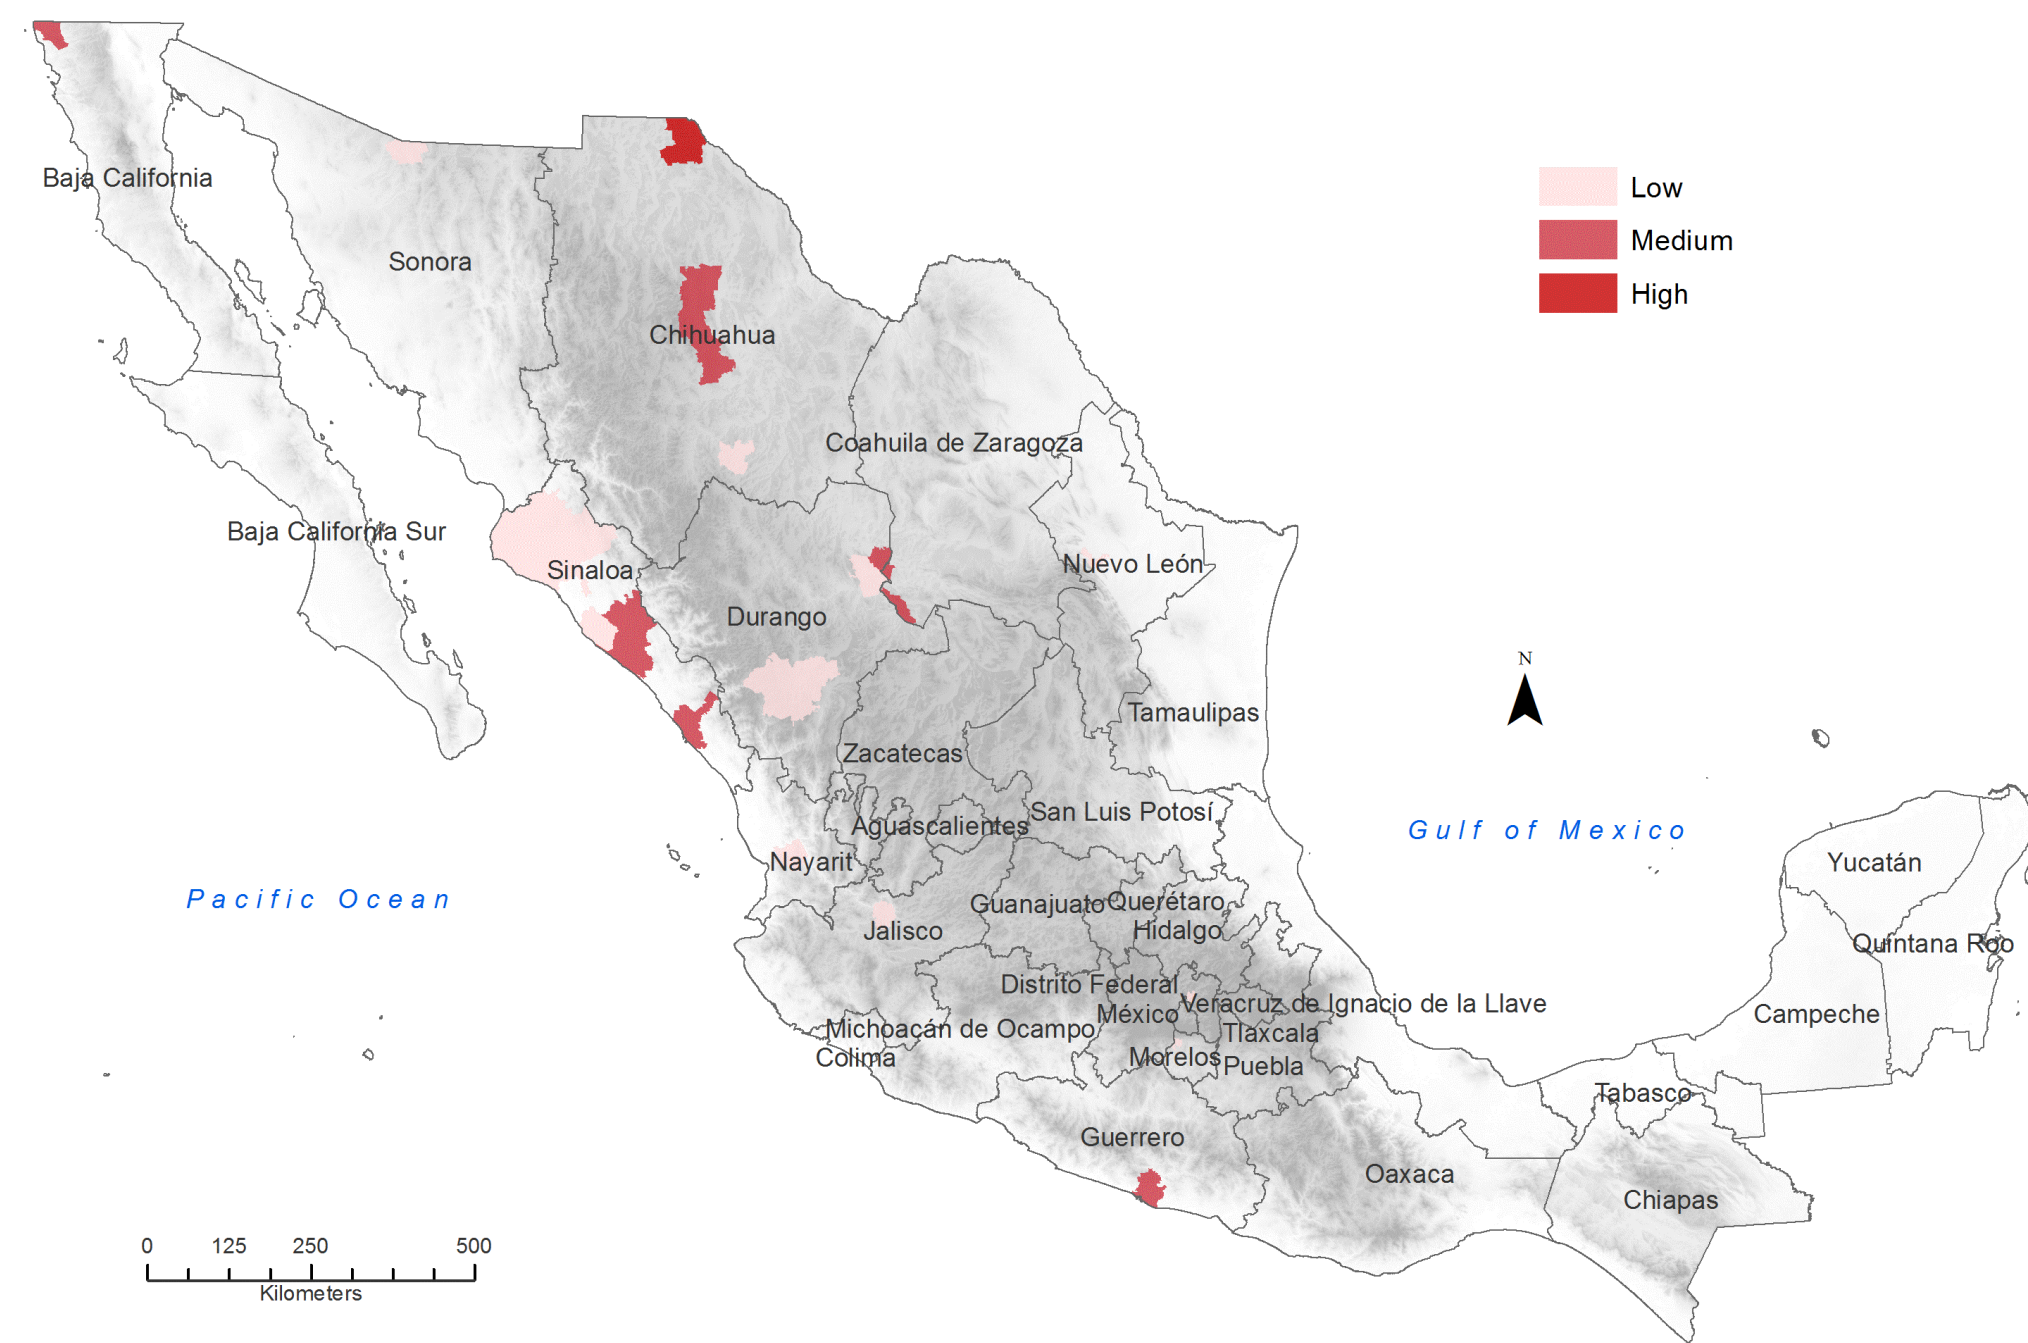 Low
Medium
High
Baja California
Sonora
Chihuahua
Coahuila de Zaragoza
Baja California Sur
Sinaloa
Nuevo León
Durango
N
Tamaulipas
Zacatecas
San Luis Potosí
Aguascalientes
Gulf of Mexico
Nayarit
Yucatán
Pacific Ocean
Guanajuato
Querétaro
Jalisco
Hidalgo
Quintana Roo
Distrito Federal
México
Veracruz de Ignacio de la Llave
Campeche
Michoacán de Ocampo
Tlaxcala
Colima
Morelos
Puebla
Tabasco
Guerrero
Oaxaca
Chiapas
0 125 250 500
Kilometers